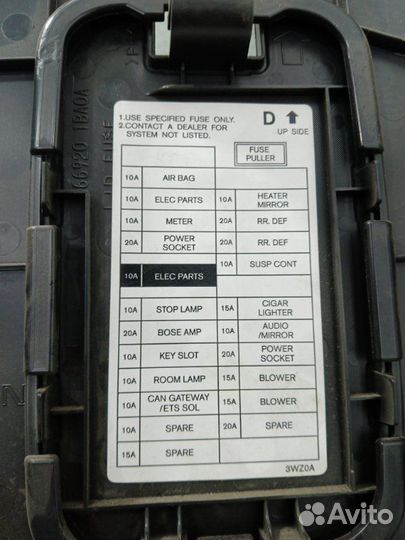 66920 1BA0A
LID FUSE
1.USE SPECIFIED FUSE ONLY.
2.CONTACT A DEALER FOR
SYSTEM NOT LISTED.
D ↑
UP SIDE
FUSE
PULLER
10A AIR BAG
10A ELEC PARTS 10A HEATER
MIRROR
10A METER 20A RR. DEF
20A POWER
SOCKET 20A RR. DEF
10A SUSP CONT
10A ELEC PARTS
10A STOP LAMP 15A CIGAR
LIGHTER
20A BOSE AMP 10A AUDIO
/MIRROR
10A KEY SLOT 20A POWER
SOCKET
10A ROOM LAMP 15A BLOWER
10A CAN GATEWAY
/ETS SOL 15A BLOWER
10A SPARE 20A SPARE
15A SPARE
3WZ0A
Avito